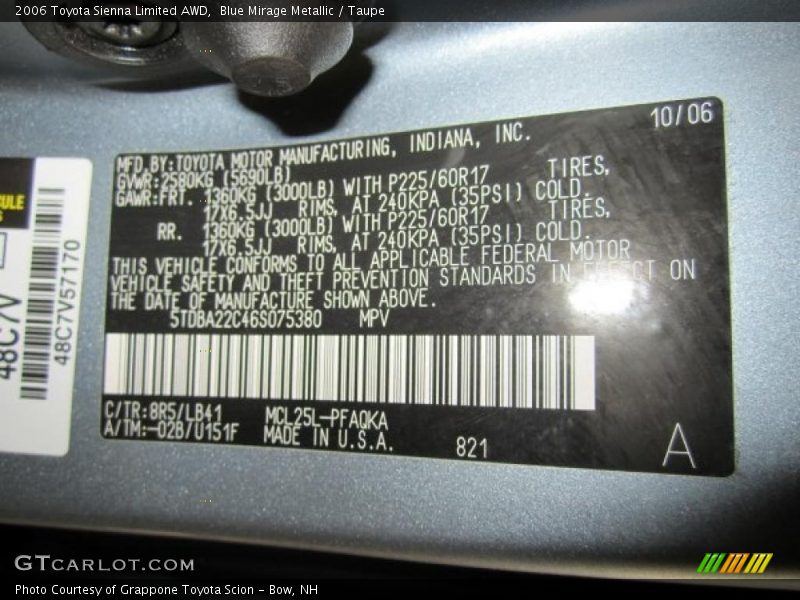 2006 Toyota Sienna Limited AWD,  Blue Mirage Metallic / Taupe
10/06
MFD.BY:TOYOTA MOTOR MANUFACTURING, INDIANA, INC.
GVWR:2580KG (5690LB)
GAWR:FRT. 1360KG (3000LB) WITH P225/60R17 TIRES,
17X6.5JJ RIMS, AT 240KPA (35PSI) COLD.
RR. 1360KG (3000LB) WITH P225/60R17 TIRES,
17X6.5JJ RIMS, AT 240KPA (35PSI) COLD.
THIS VEHICLE CONFORMS TO ALL APPLICABLE FEDERAL MOTOR
VEHICLE SAFETY AND THEFT PREVENTION STANDARDS IN EFFECT ON
THE DATE OF MANUFACTURE SHOWN ABOVE.
5TDBA22C46S075380 MPV
C/TR:8R5/LB41 MCL25L-PFAQKA
A/TM:-02B/U151F MADE IN U.S.A. 821
A
48C7V
48C7V57170
GTCARLOT.COM
Photo Courtesy of Grappone Toyota Scion - Bow, NH